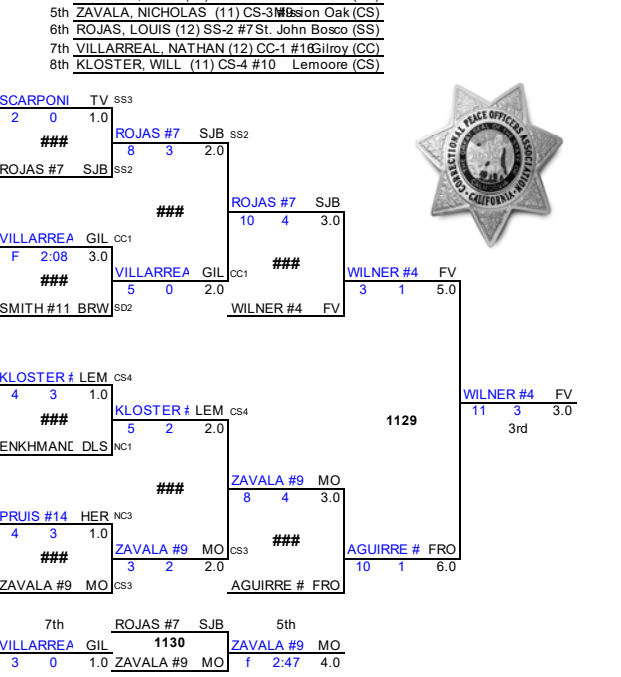 5th ZAVALA, NICHOLAS (11) CS-3 #9 Mission Oak (CS)
6th ROJAS, LOUIS (12) SS-2 #7 St. John Bosco (SS)
7th VILLARREAL, NATHAN (12) CC-1 #16 Gilroy (CC)
8th KLOSTER, WILL (11) CS-4 #10 Lemoore (CS)
SCARPONI TV SS3
2 0 1.0
ROJAS #7 SJB SS2
###
8 3 2.0
ROJAS #7 SJB SS2
ROJAS #7 SJB
###
10 4 3.0
VILLARREA GIL CC1
F 2:08 3.0
###
VILLARREA GIL CC1
WILNER #4 FV
###
5 0 2.0
3 1 5.0
SMITH #11 BRW SD2
WILNER #4 FV
KLOSTER # LEM CS4
4 3 1.0
WILNER #4 FV
KLOSTER # LEM CS4
11 3 3.0
###
5 2 2.0
1129
3rd
ENKHMAND DLS NC1
ZAVALA #9 MO
###
8 4 3.0
PRUIS #14 HER NC3
4 3 1.0
###
ZAVALA #9 MO CS3
AGUIRRE # FRO
###
3 2 2.0
10 1 6.0
ZAVALA #9 MO CS3
AGUIRRE # FRO
7th ROJAS #7 SJB 5th
VILLARREA GIL 1130 ZAVALA #9 MO
3 0 1.0 ZAVALA #9 MO f 2:47 4.0
CORRECTIONAL PEACE OFFICERS ASSOCIATION
CALIFORNIA